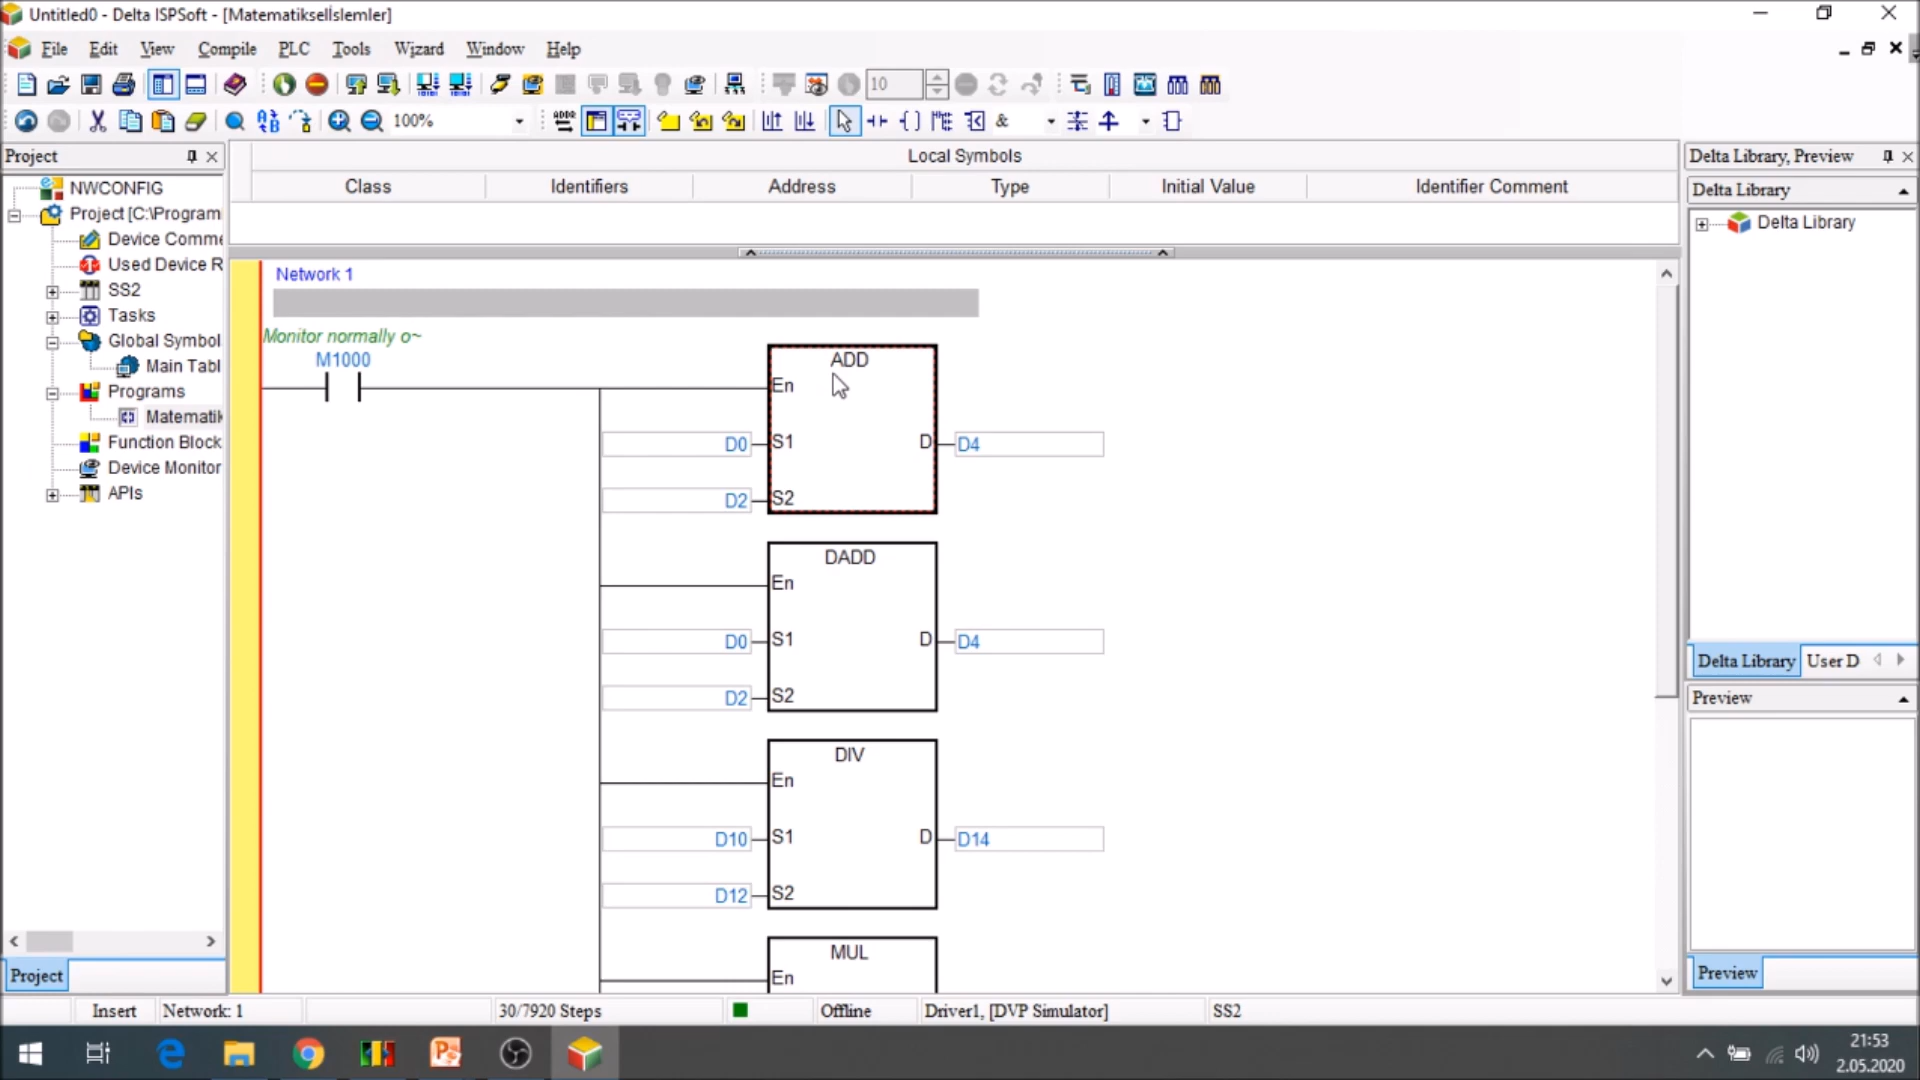 Untitled0 - Delta ISPSoft - [Matematikselİslemler]
File Edit View Compile PLC Tools Wizard Window Help
10
100%
&
Project
NWCONFIG
Project [C:\Program
Device Comme
Used Device R
SS2
Tasks
Global Symbol
Main Tabl
Programs
Matematik
Function Block
Device Monitor
APIs
Project
Local Symbols
Class Identifiers Address Type Initial Value Identifier Comment
Network 1
Monitor normally o~
M1000
ADD
En
D0 S1 D D4
D2 S2
DADD
En
D0 S1 D D4
D2 S2
DIV
En
D10 S1 D D14
D12 S2
MUL
En
Delta Library, Preview
Delta Library
Delta Library
Delta Library User D
Preview
Preview
Insert Network: 1 30/7920 Steps Offline Driver1, [DVP Simulator] SS2
21:53
2.05.2020